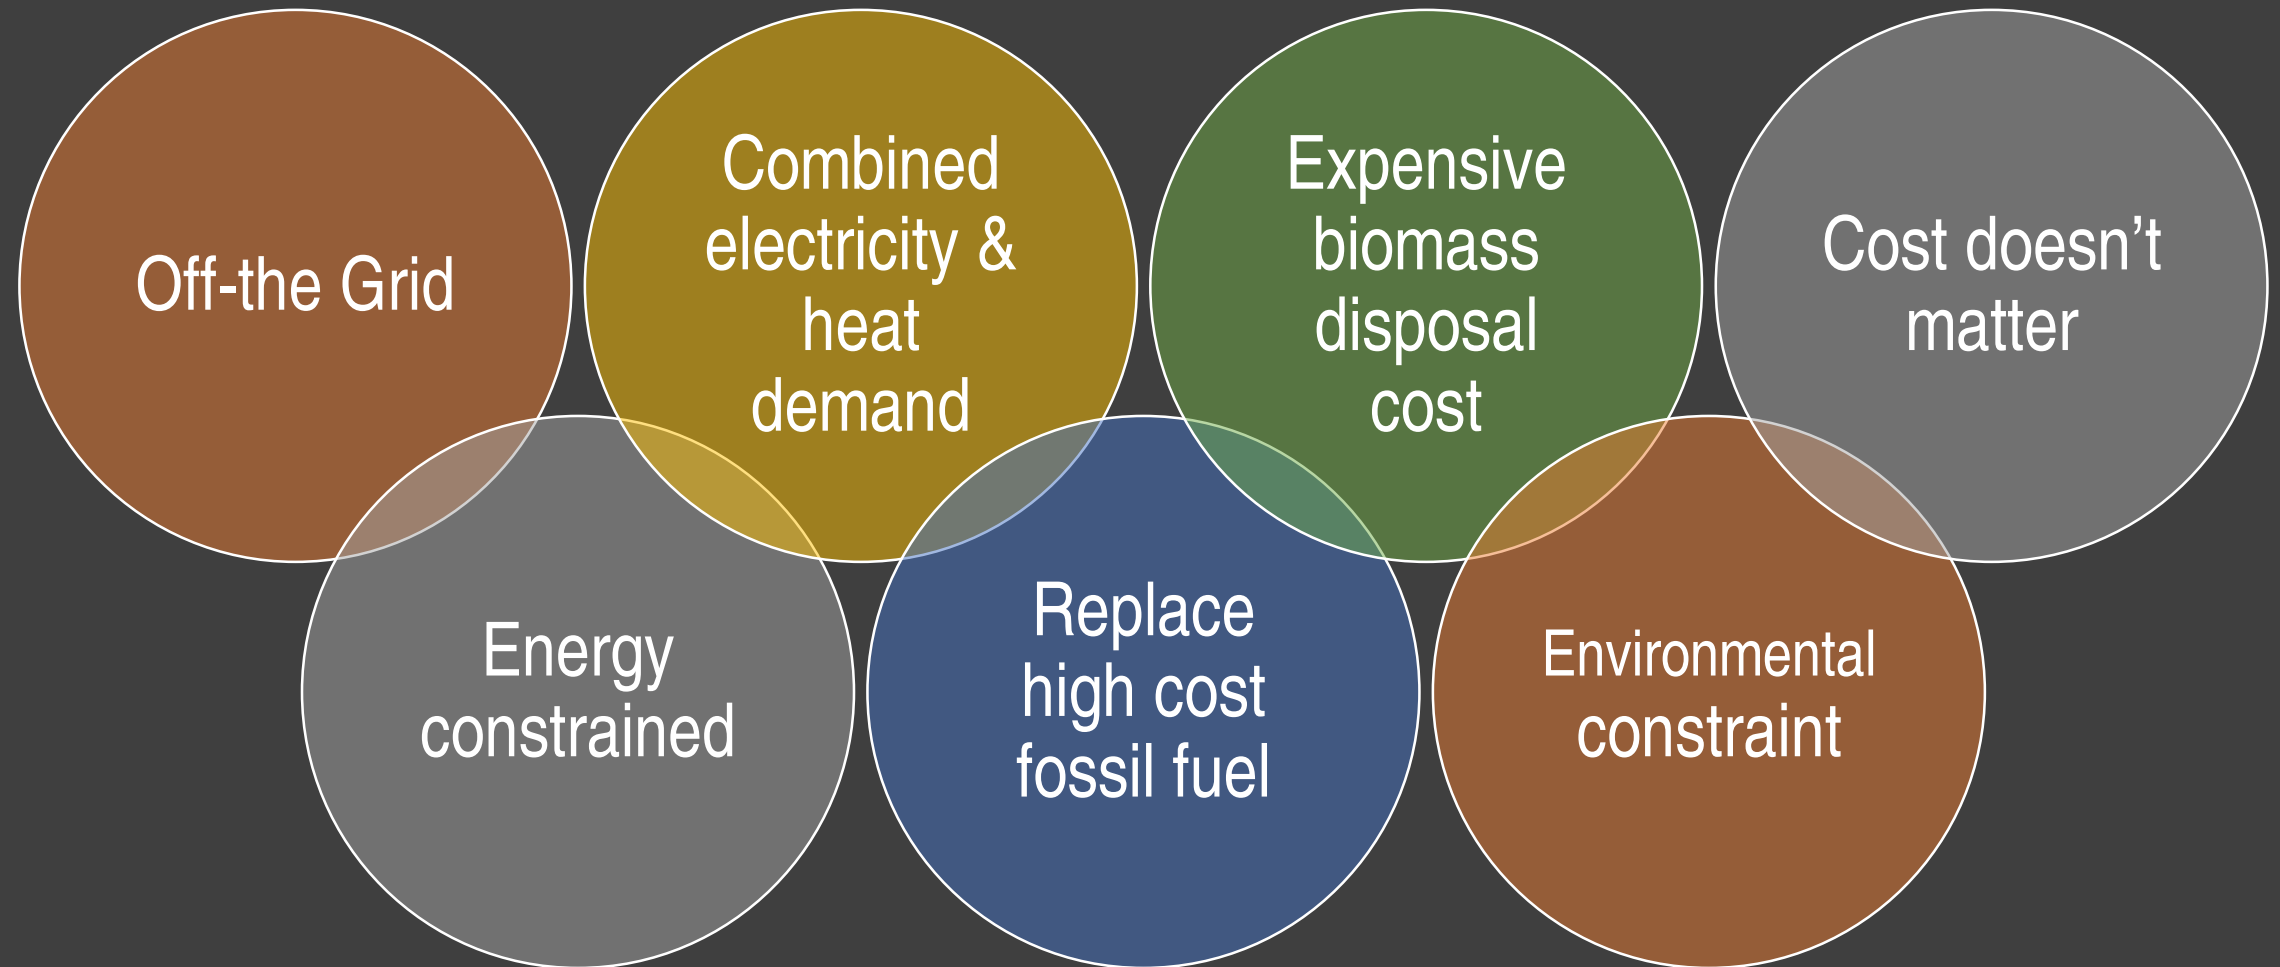 Off-the Grid
Combined
electricity &
heat
demand
Expensive
biomass
disposal
cost
Cost doesn’t
matter
Energy
constrained
Replace
high cost
fossil fuel
Environmental
constraint